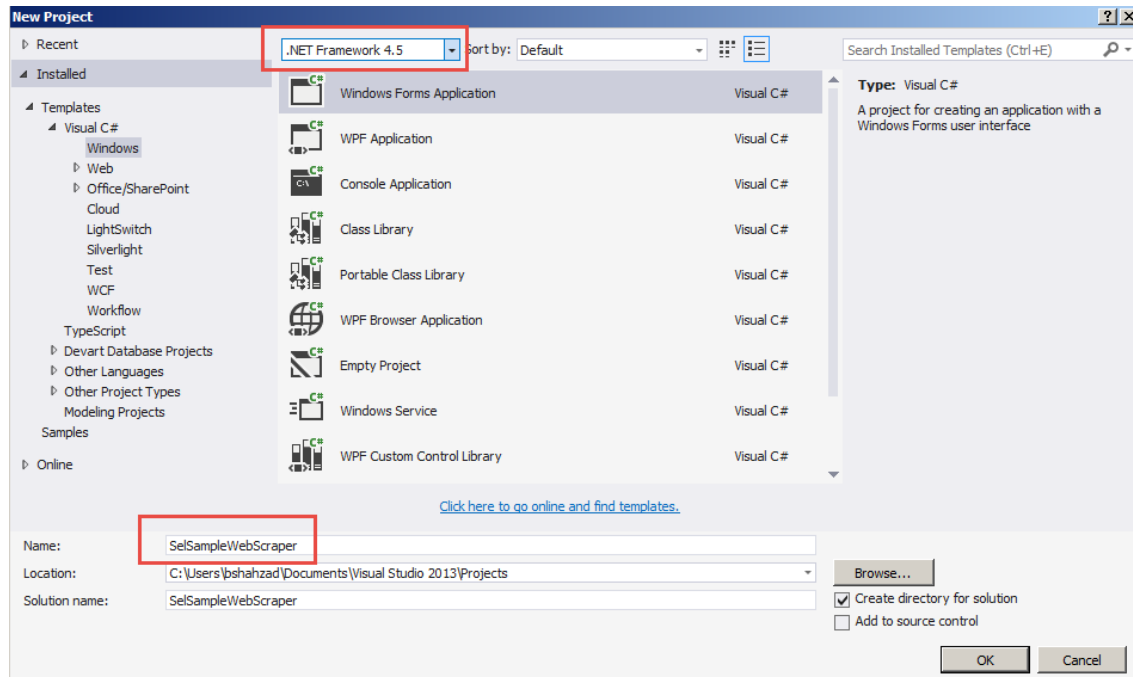 New Project
Recent
.NET Framework 4.5 Sort by: Default
Search Installed Templates (Ctrl+E)
Installed
Templates
Visual C#
Windows
Web
Office/SharePoint
Cloud
LightSwitch
Silverlight
Test
WCF
Workflow
TypeScript
Devart Database Projects
Other Languages
Other Project Types
Modeling Projects
Samples
Online
Windows Forms Application Visual C#
WPF Application Visual C#
Console Application Visual C#
Class Library Visual C#
Portable Class Library Visual C#
WPF Browser Application Visual C#
Empty Project Visual C#
Windows Service Visual C#
WPF Custom Control Library Visual C#
Type: Visual C#
A project for creating an application with a
Windows Forms user interface
Click here to go online and find templates.
Name: SelSampleWebScraper
Location: C:\Users\bshahzad\Documents\Visual Studio 2013\Projects
Browse...
Solution name: SelSampleWebScraper
Create directory for solution
Add to source control
OK Cancel